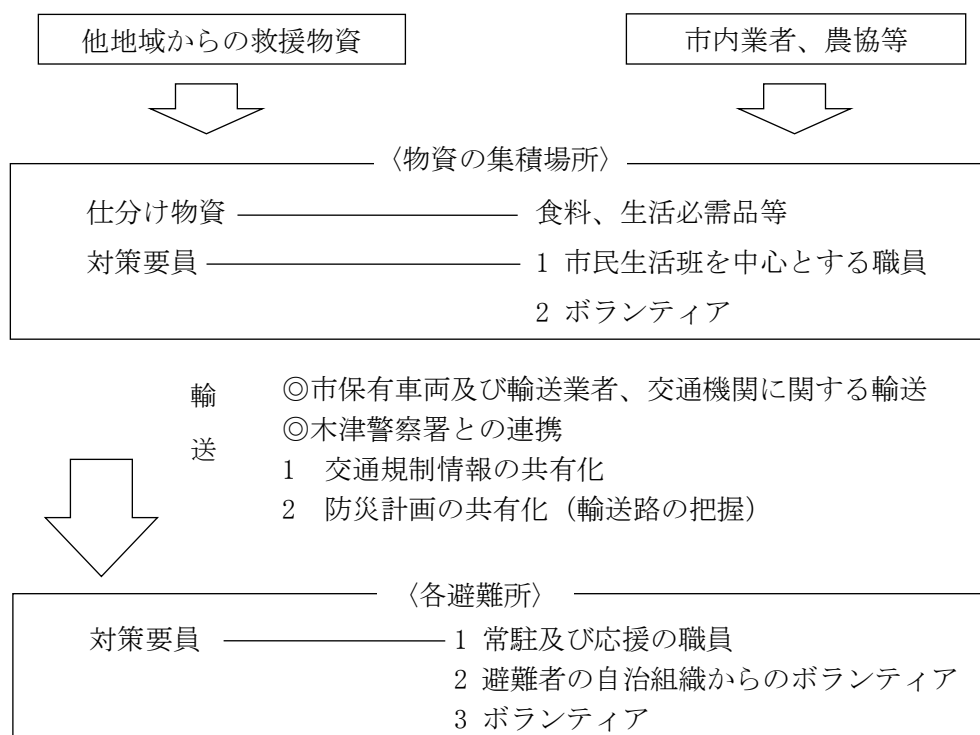 他地域からの救援物資
市内業者、農協等
〈物資の集積場所〉
仕分け物資 食料、生活必需品等
対策要員 1 市民生活班を中心とする職員
2 ボランティア
輸送
◎市保有車両及び輸送業者、交通機関に関する輸送
◎木津警察署との連携
1 交通規制情報の共有化
2 防災計画の共有化（輸送路の把握）
〈各避難所〉
対策要員 1 常駐及び応援の職員
2 避難者の自治組織からのボランティア
3 ボランティア